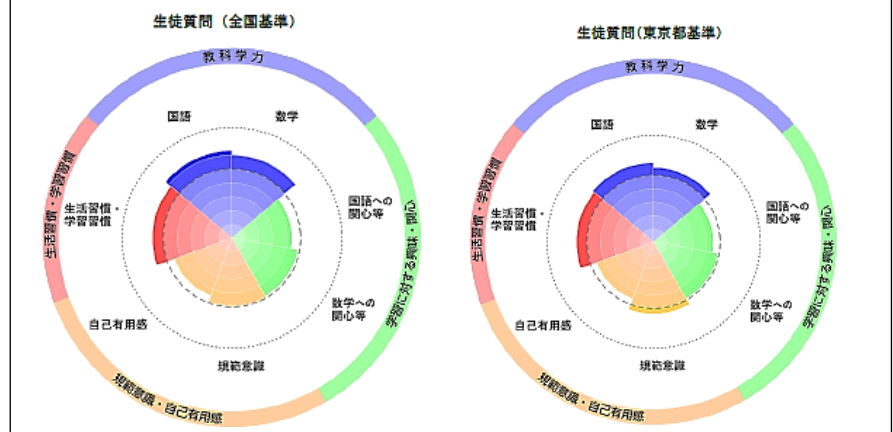 生徒質問（全国基準）
教科学力
国語
数学
生活習慣・学習習慣
生活習慣・
学習習慣
国語への
関心等
学習に対する興味・関心
数学への
関心等
自己有用感
規範意識
規範意識・自己有用感
生徒質問（東京都基準）
教科学力
国語
数学
生活習慣・学習習慣
生活習慣・
学習習慣
国語への
関心等
学習に対する興味・関心
数学への
関心等
自己有用感
規範意識
規範意識・自己有用感